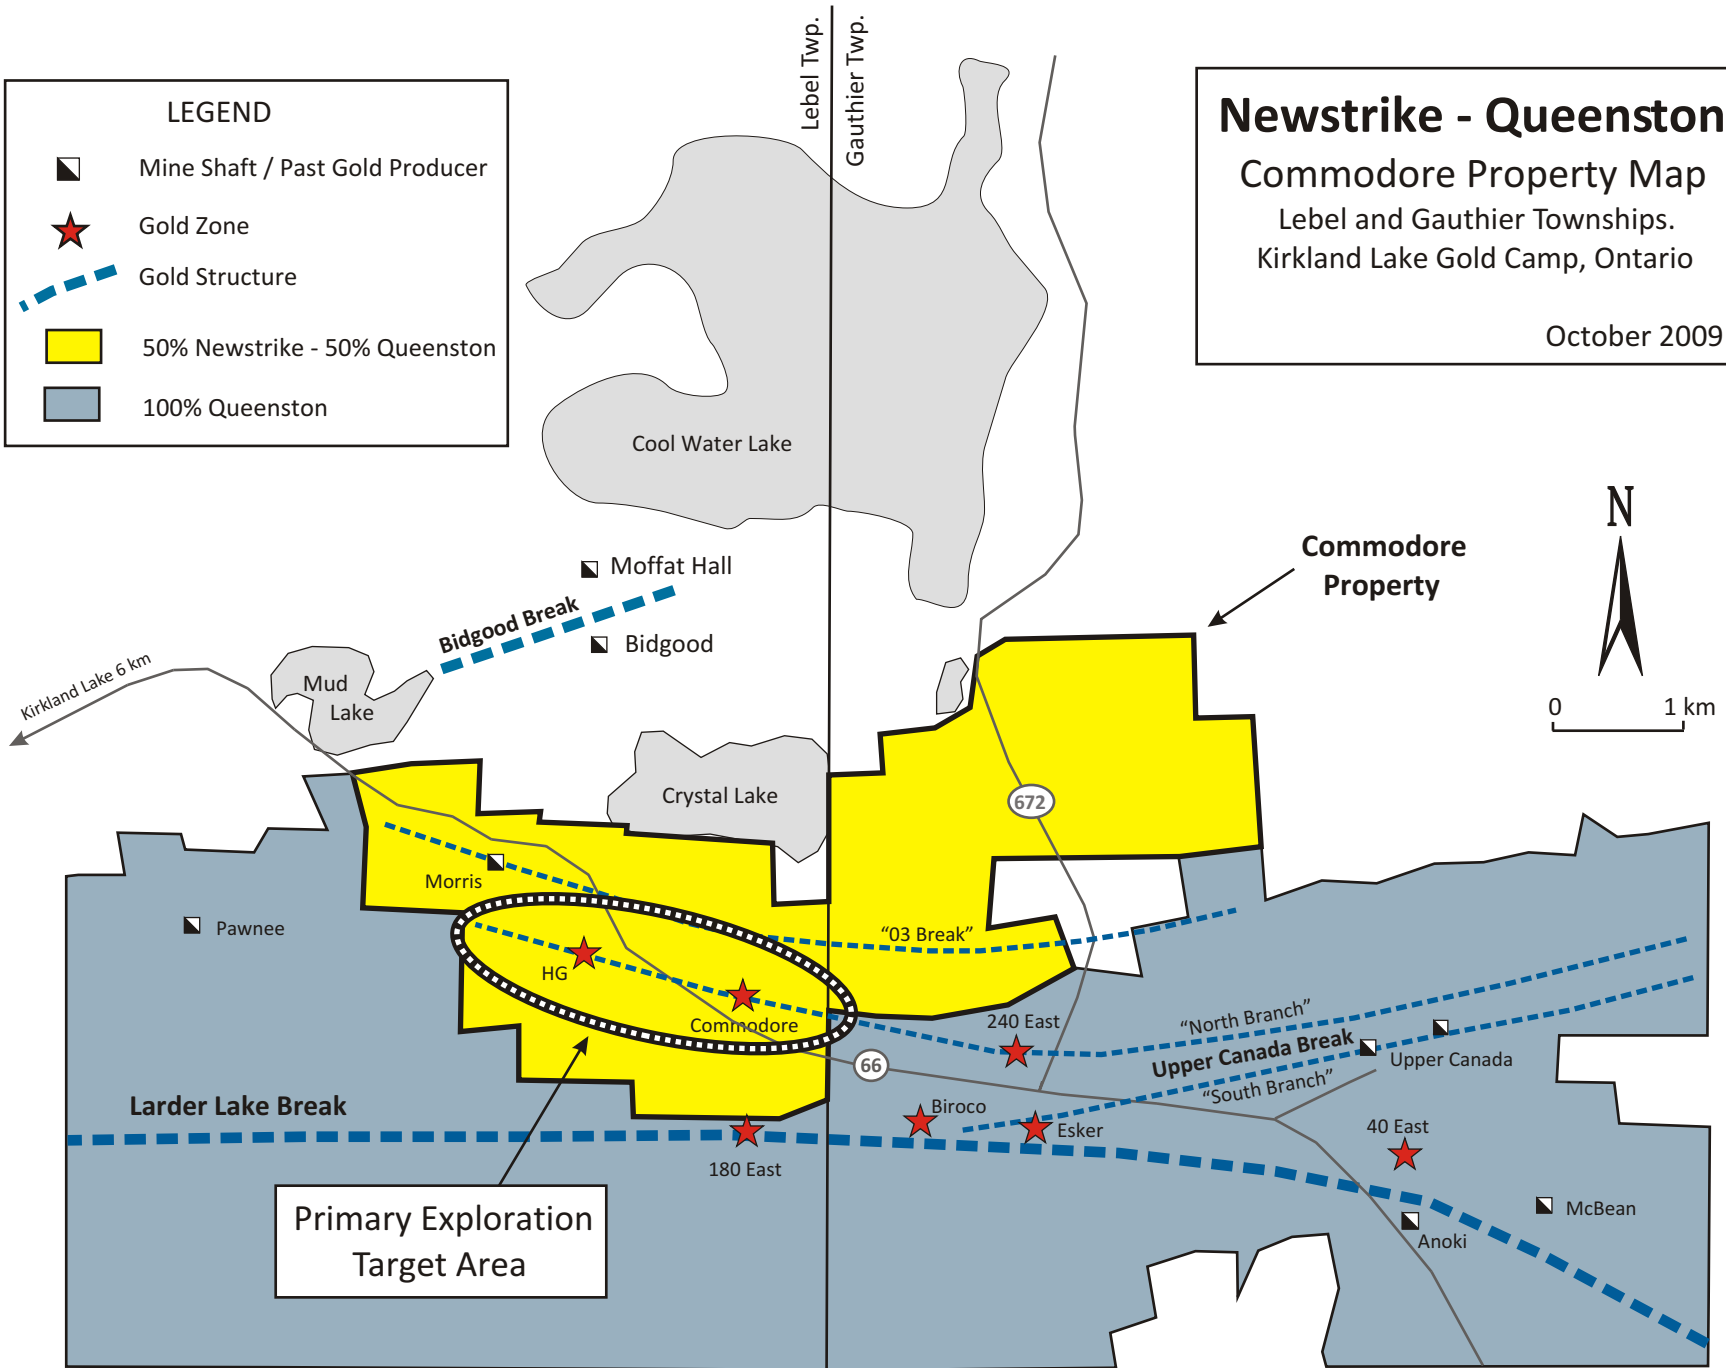 Lebel Twp.
Gauthier Twp.
LEGEND
Mine Shaft / Past Gold Producer
Gold Zone
Gold Structure
50% Newstrike - 50% Queenston
100% Queenston
Newstrike - Queenston
Commodore Property Map
Lebel and Gauthier Townships.
Kirkland Lake Gold Camp, Ontario
October 2009
Cool Water Lake
N
Commodore
Property
0 1 km
Moffat Hall
Bidgood Break
Bidgood
Kirkland Lake 6 km
Mud
Lake
Crystal Lake
672
Morris
Pawnee
"03 Break"
HG
Commodore
240 East
"North Branch"
Upper Canada Break
Upper Canada
"South Branch"
66
Larder Lake Break
Biroco
Esker
40 East
180 East
McBean
Anoki
Primary Exploration
Target Area